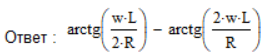 Ответ : arctg(w·L / 2·R) − arctg(2·w·L / R)